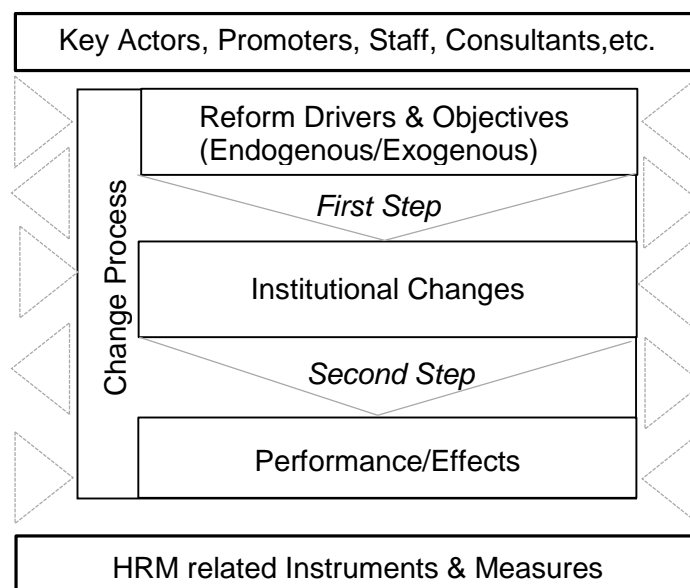 Key Actors, Promoters, Staff, Consultants,etc.
Change Process
Reform Drivers & Objectives
(Endogenous/Exogenous)
First Step
Institutional Changes
Second Step
Performance/Effects
HRM related Instruments & Measures